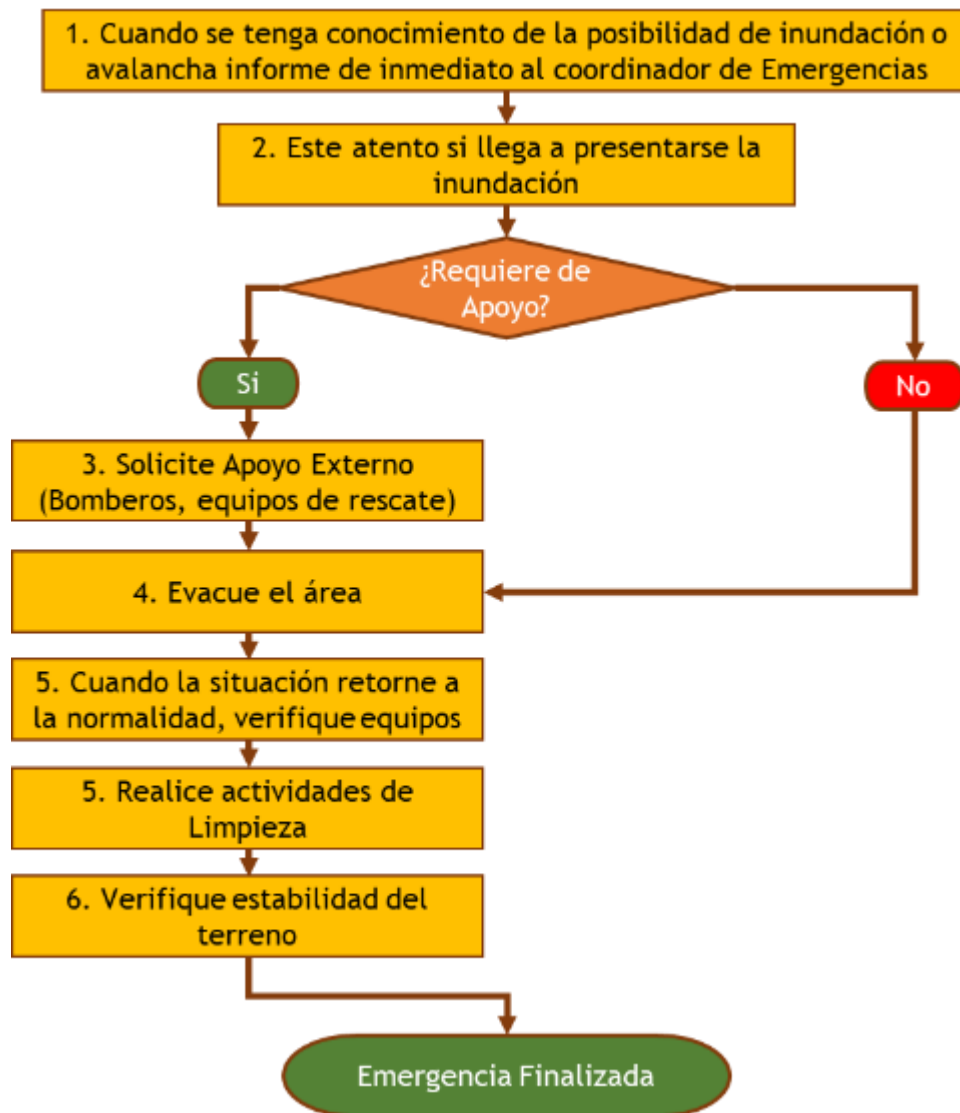 1. Cuando se tenga conocimiento de la posibilidad de inundación o
avalancha informe de inmediato al coordinador de Emergencias
2. Este atento si llega a presentarse la
inundación
¿Requiere de
Apoyo?
Si
No
3. Solicite Apoyo Externo
(Bomberos, equipos de rescate)
4. Evacue el área
5. Cuando la situación retorne a
la normalidad, verifique equipos
5. Realice actividades de
Limpieza
6. Verifique estabilidad del
terreno
Emergencia Finalizada